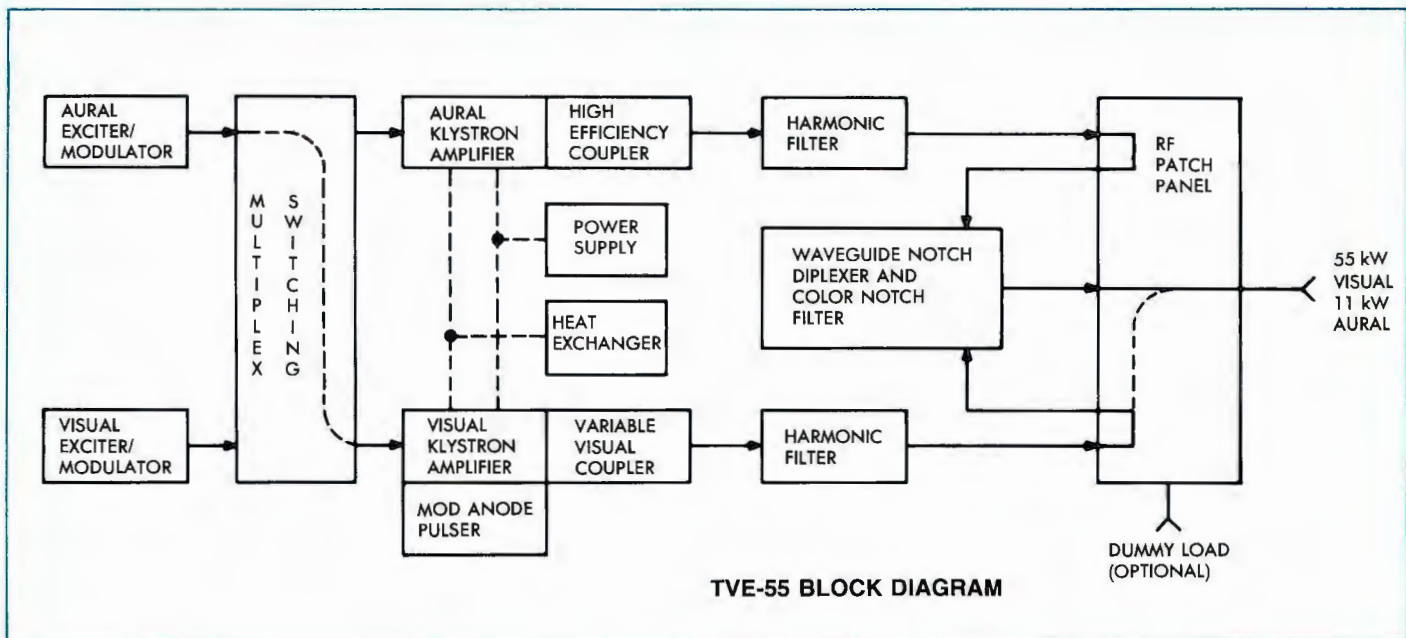 AURAL
EXCITER/
MODULATOR
MULTIPLEX
SWITCHING
AURAL
KLYSTRON
AMPLIFIER
HIGH
EFFICIENCY
COUPLER
HARMONIC
FILTER
RF
PATCH
PANEL
POWER
SUPPLY
HEAT
EXCHANGER
WAVEGUIDE NOTCH
DIPLEXER AND
COLOR NOTCH
FILTER
55 kW
VISUAL
11 kW
AURAL
VISUAL
EXCITER/
MODULATOR
VISUAL
KLYSTRON
AMPLIFIER
VARIABLE
VISUAL
COUPLER
HARMONIC
FILTER
MOD ANODE
PULSER
DUMMY LOAD
(OPTIONAL)
TVE-55 BLOCK DIAGRAM